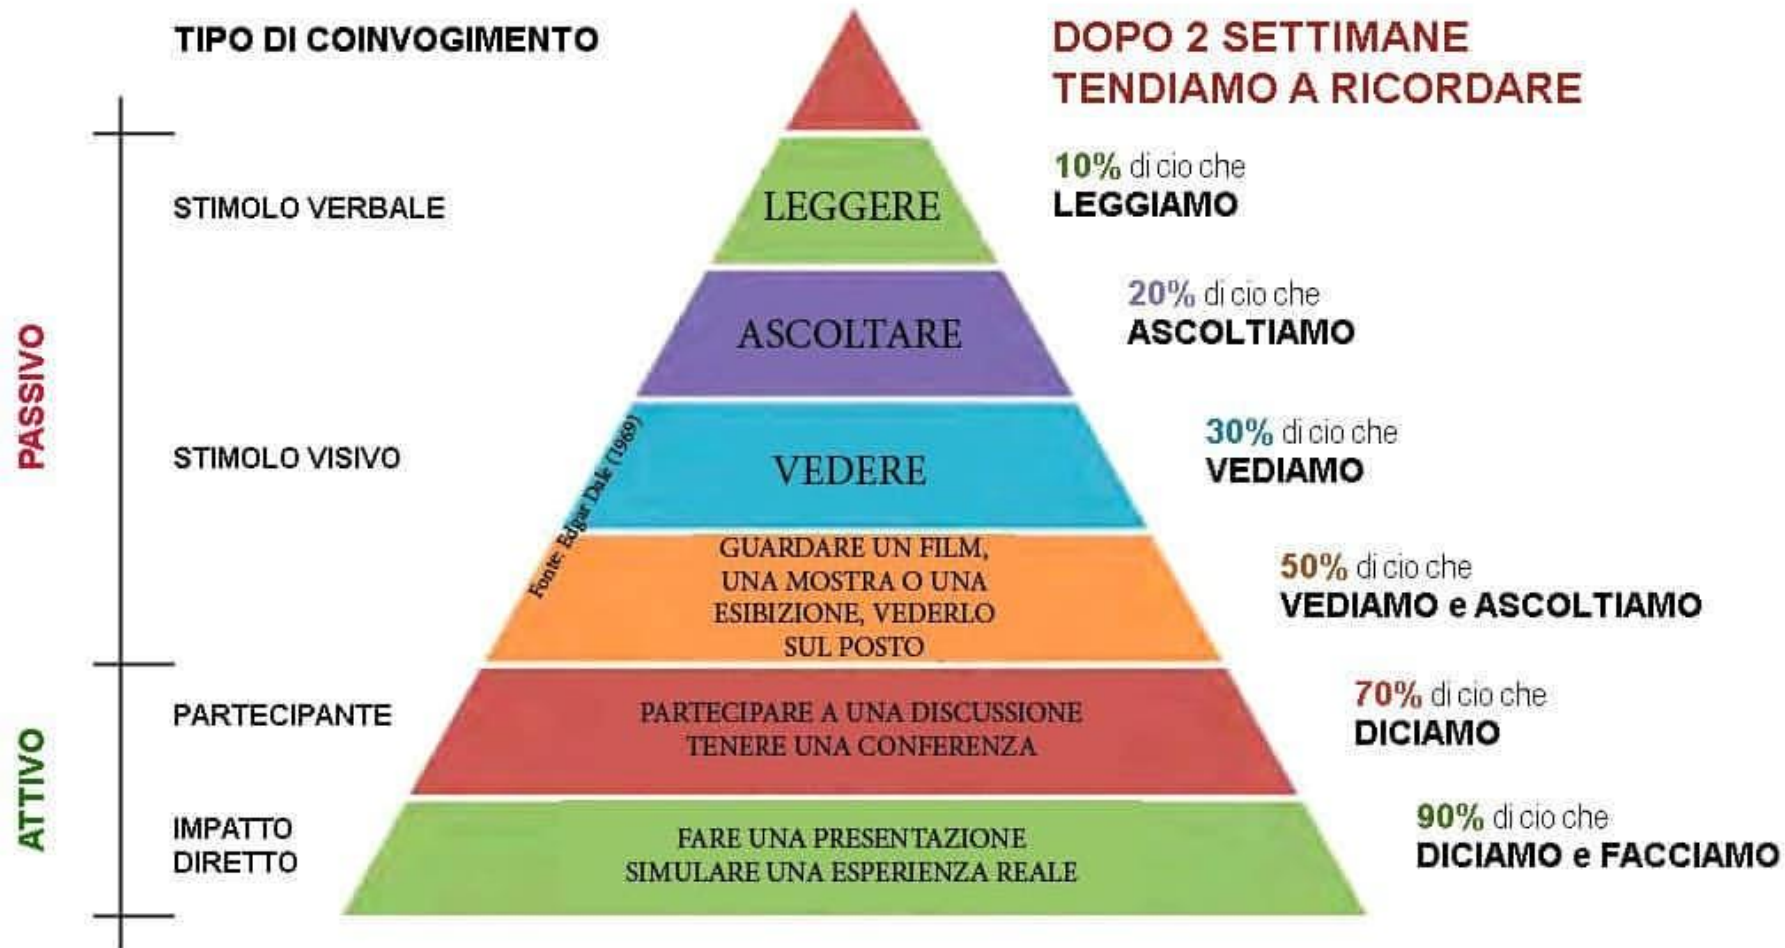 TIPO DI COINVOGIMENTO
DOPO 2 SETTIMANE
TENDIAMO A RICORDARE
PASSIVO
STIMOLO VERBALE
LEGGERE
10% di cio che
LEGGIAMO
ASCOLTARE
20% di cio che
ASCOLTIAMO
STIMOLO VISIVO
Fonte: Edgar Dale (1969)
VEDERE
30% di cio che
VEDIAMO
GUARDARE UN FILM,
UNA MOSTRA O UNA
ESIBIZIONE, VEDERLO
SUL POSTO
50% di cio che
VEDIAMO e ASCOLTIAMO
ATTIVO
PARTECIPANTE
PARTECIPARE A UNA DISCUSSIONE
TENERE UNA CONFERENZA
70% di cio che
DICIAMO
IMPATTO
DIRETTO
FARE UNA PRESENTAZIONE
SIMULARE UNA ESPERIENZA REALE
90% di cio che
DICIAMO e FACCIAMO